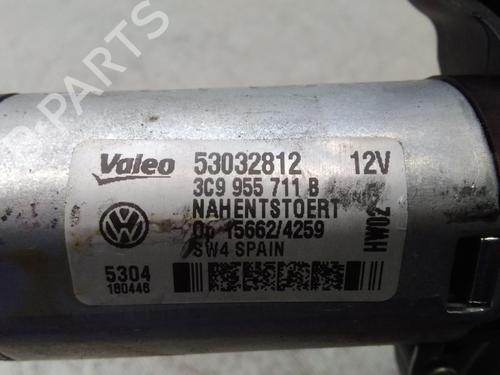 Valeo 53032812 12V
3C9 955 711 B
NAHENTSTOERT
15662/4259
SW4 SPAIN
5304
180446
B-PARTS